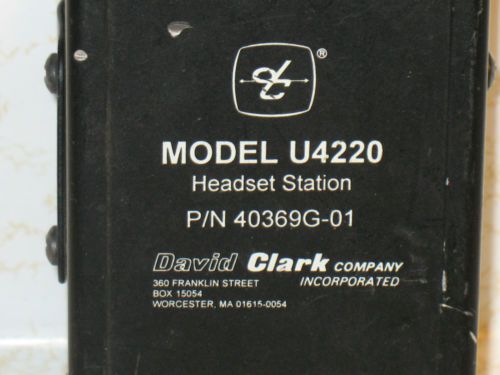 ®
MODEL U4220
Headset Station
P/N 40369G-01
David Clark COMPANY
INCORPORATED
360 FRANKLIN STREET
BOX 15054
WORCESTER, MA 01615-0054